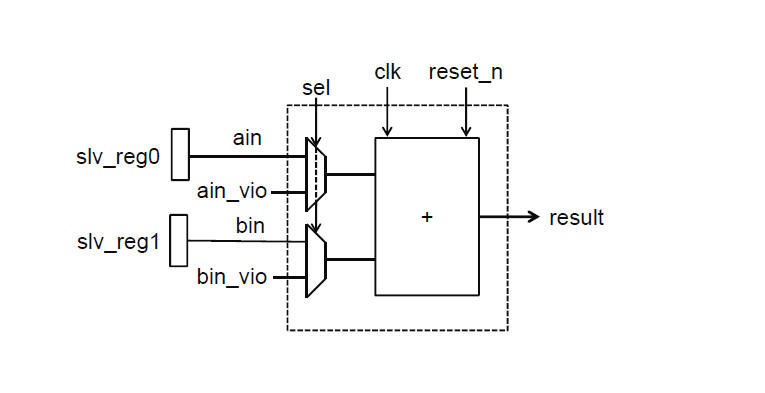 clk
reset_n
sel
ain
slv_reg0
ain_vio
bin
slv_reg1
bin_vio
+
result